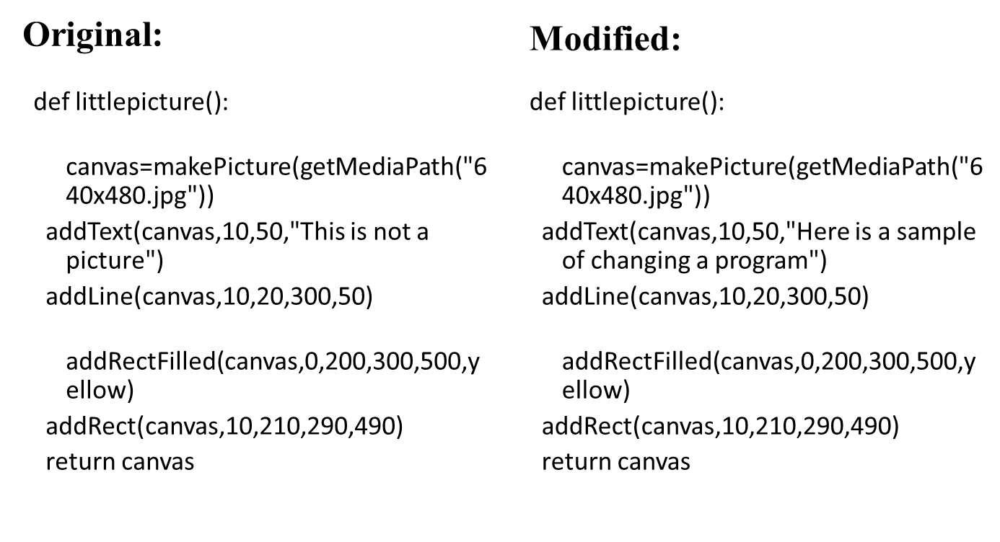 Original:
def littlepicture():
canvas=makePicture(getMediaPath("6
40x480.jpg"))
addText(canvas,10,50,"This is not a
picture")
addLine(canvas,10,20,300,50)
addRectFilled(canvas,0,200,300,500,y
ellow)
addRect(canvas,10,210,290,490)
return canvas
Modified:
def littlepicture():
canvas=makePicture(getMediaPath("6
40x480.jpg"))
addText(canvas,10,50,"Here is a sample
of changing a program")
addLine(canvas,10,20,300,50)
addRectFilled(canvas,0,200,300,500,y
ellow)
addRect(canvas,10,210,290,490)
return canvas